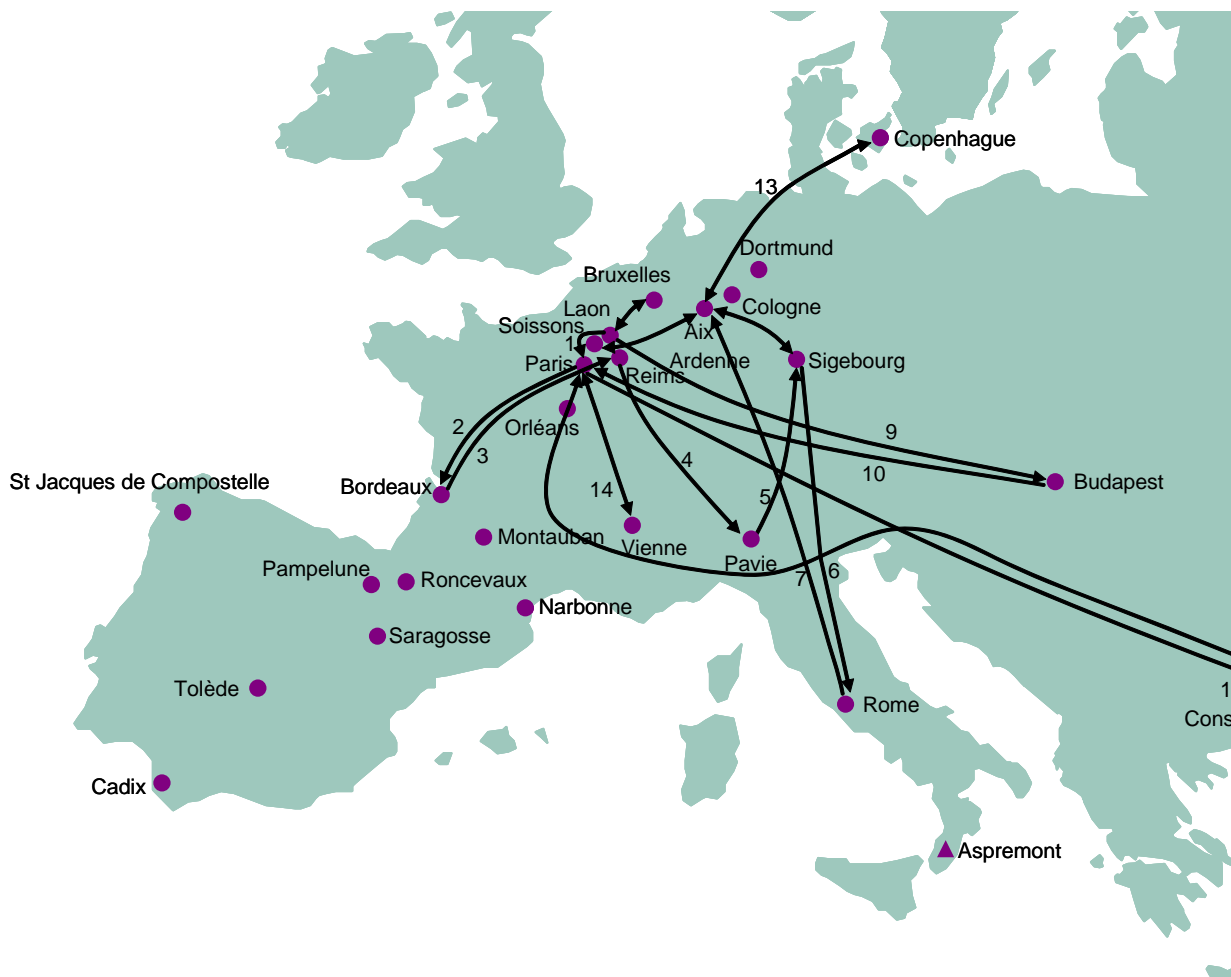 Copenhague
13
Dortmund
Bruxelles
Cologne
Laon
Soissons
Aix
1
Ardenne
Sigebourg
Paris
Reims
Orléans
2
9
3
4
10
St Jacques de Compostelle
Bordeaux
14
5
Budapest
Montauban
Vienne
Pavie
Pampelune
Roncevaux
7
6
Narbonne
Saragosse
Tolède
1
Rome
Cons
Cadix
Aspremont